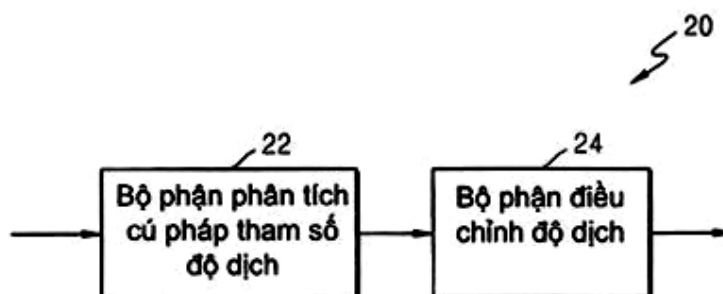 20
22
24
Bộ phận phân tích
cú pháp tham số
độ dịch
Bộ phận điều
chỉnh độ dịch